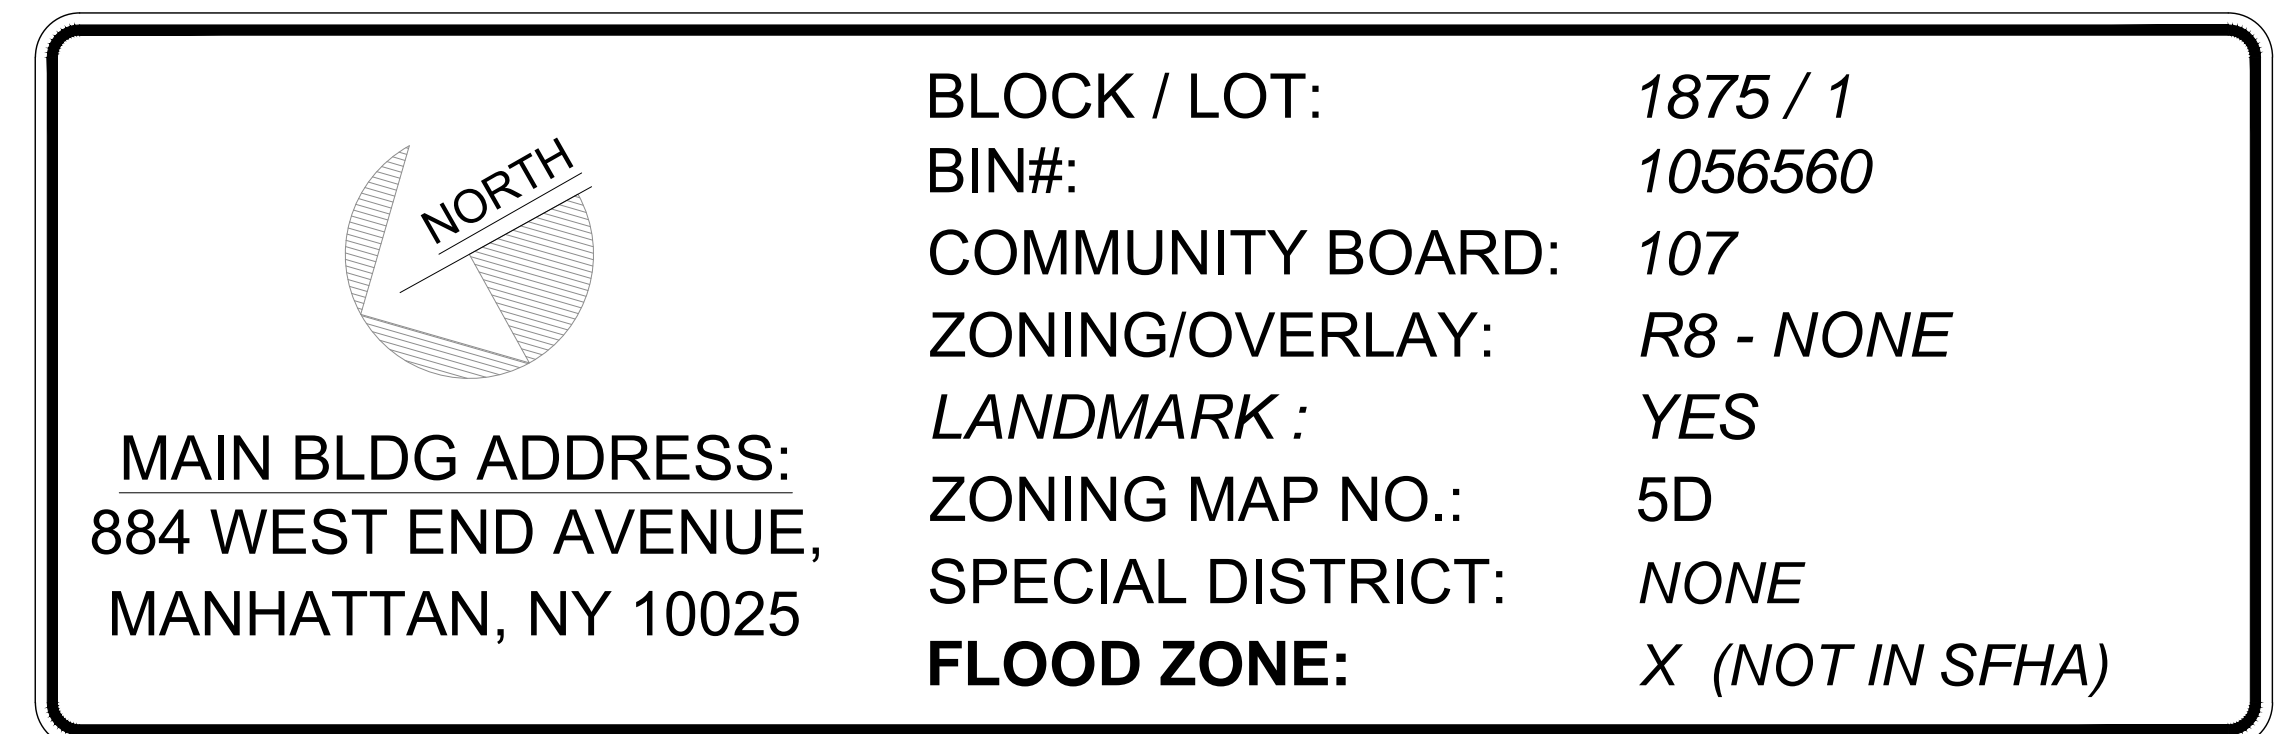 NORTH
MAIN BLDG ADDRESS:
884 WEST END AVENUE,
MANHATTAN, NY 10025
BLOCK / LOT: 1875 / 1
BIN#: 1056560
COMMUNITY BOARD: 107
ZONING/OVERLAY: R8 - NONE
LANDMARK : YES
ZONING MAP NO.: 5D
SPECIAL DISTRICT: NONE
FLOOD ZONE: X (NOT IN SFHA)